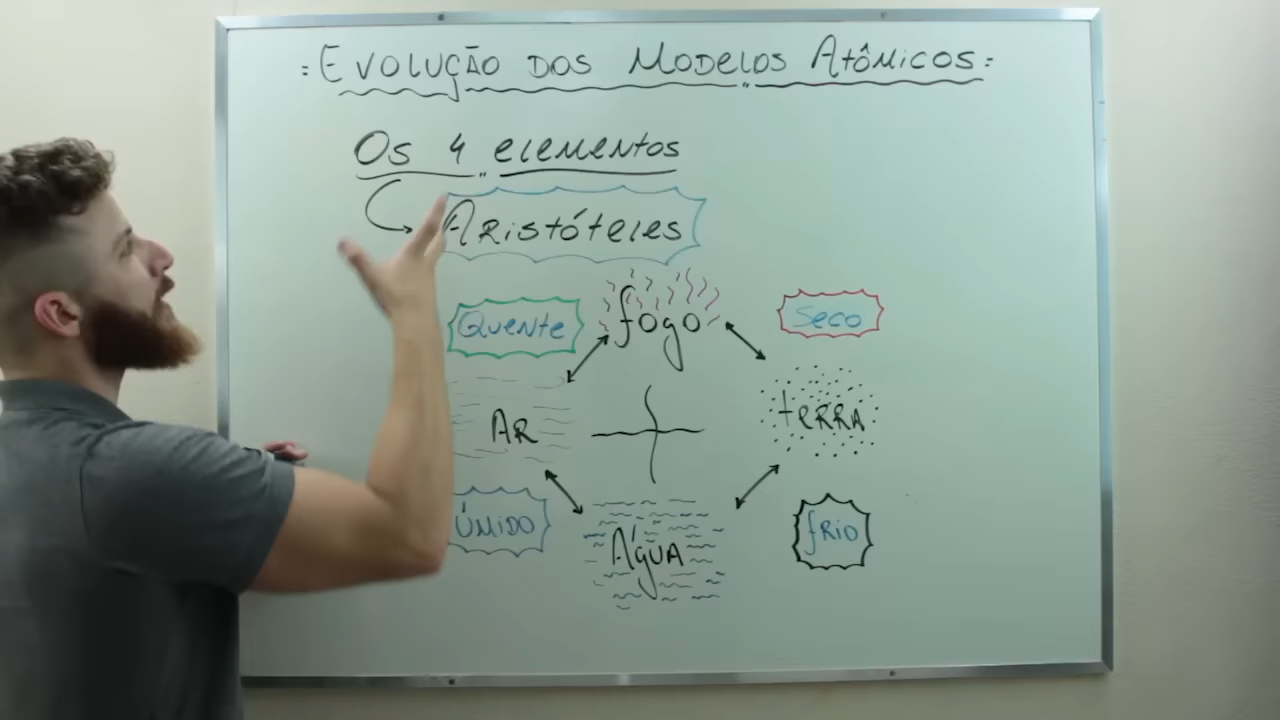 = Evolução dos Modelos Atômicos =
Os 4 elementos
Aristóteles
Quente fogo Seco
Ar terra
Úmido Água frio